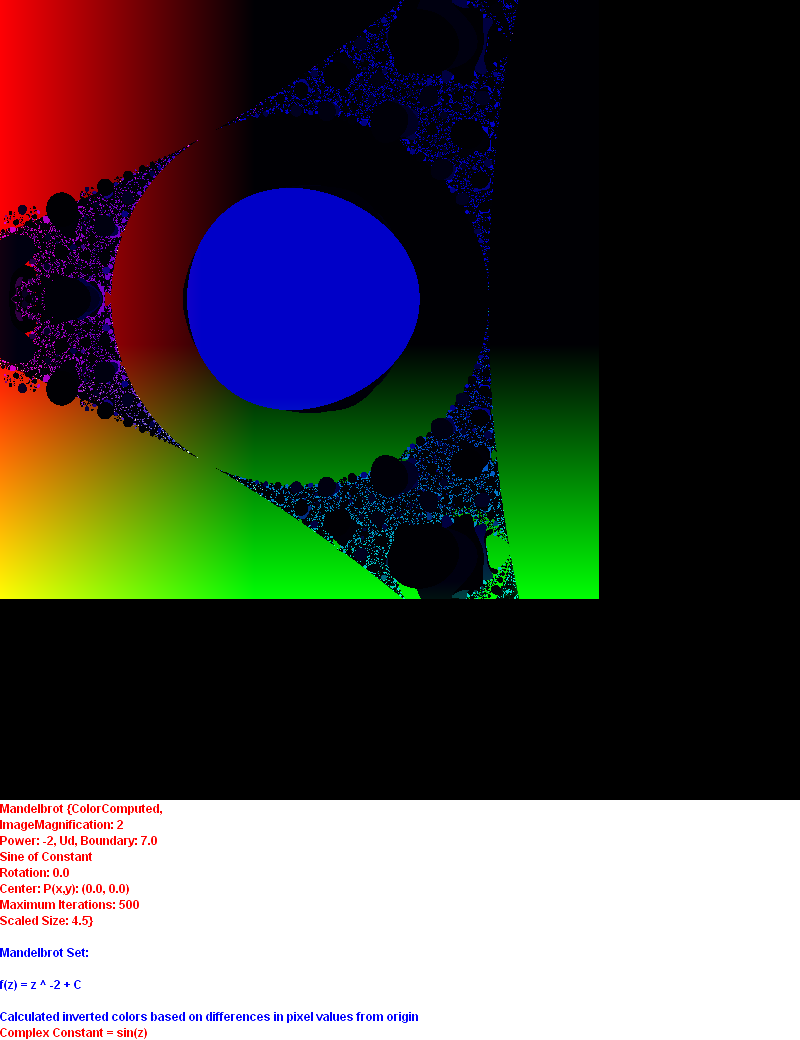 Mandelbrot {ColorComputed,
ImageMagnification: 2
Power: -2, Ud, Boundary: 7.0
Sine of Constant
Rotation: 0.0
Center: P(x,y): (0.0, 0.0)
Maximum Iterations: 500
Scaled Size: 4.5}
Mandelbrot Set:
f(z) = z ^ -2 + C
Calculated inverted colors based on differences in pixel values from origin
Complex Constant = sin(z)